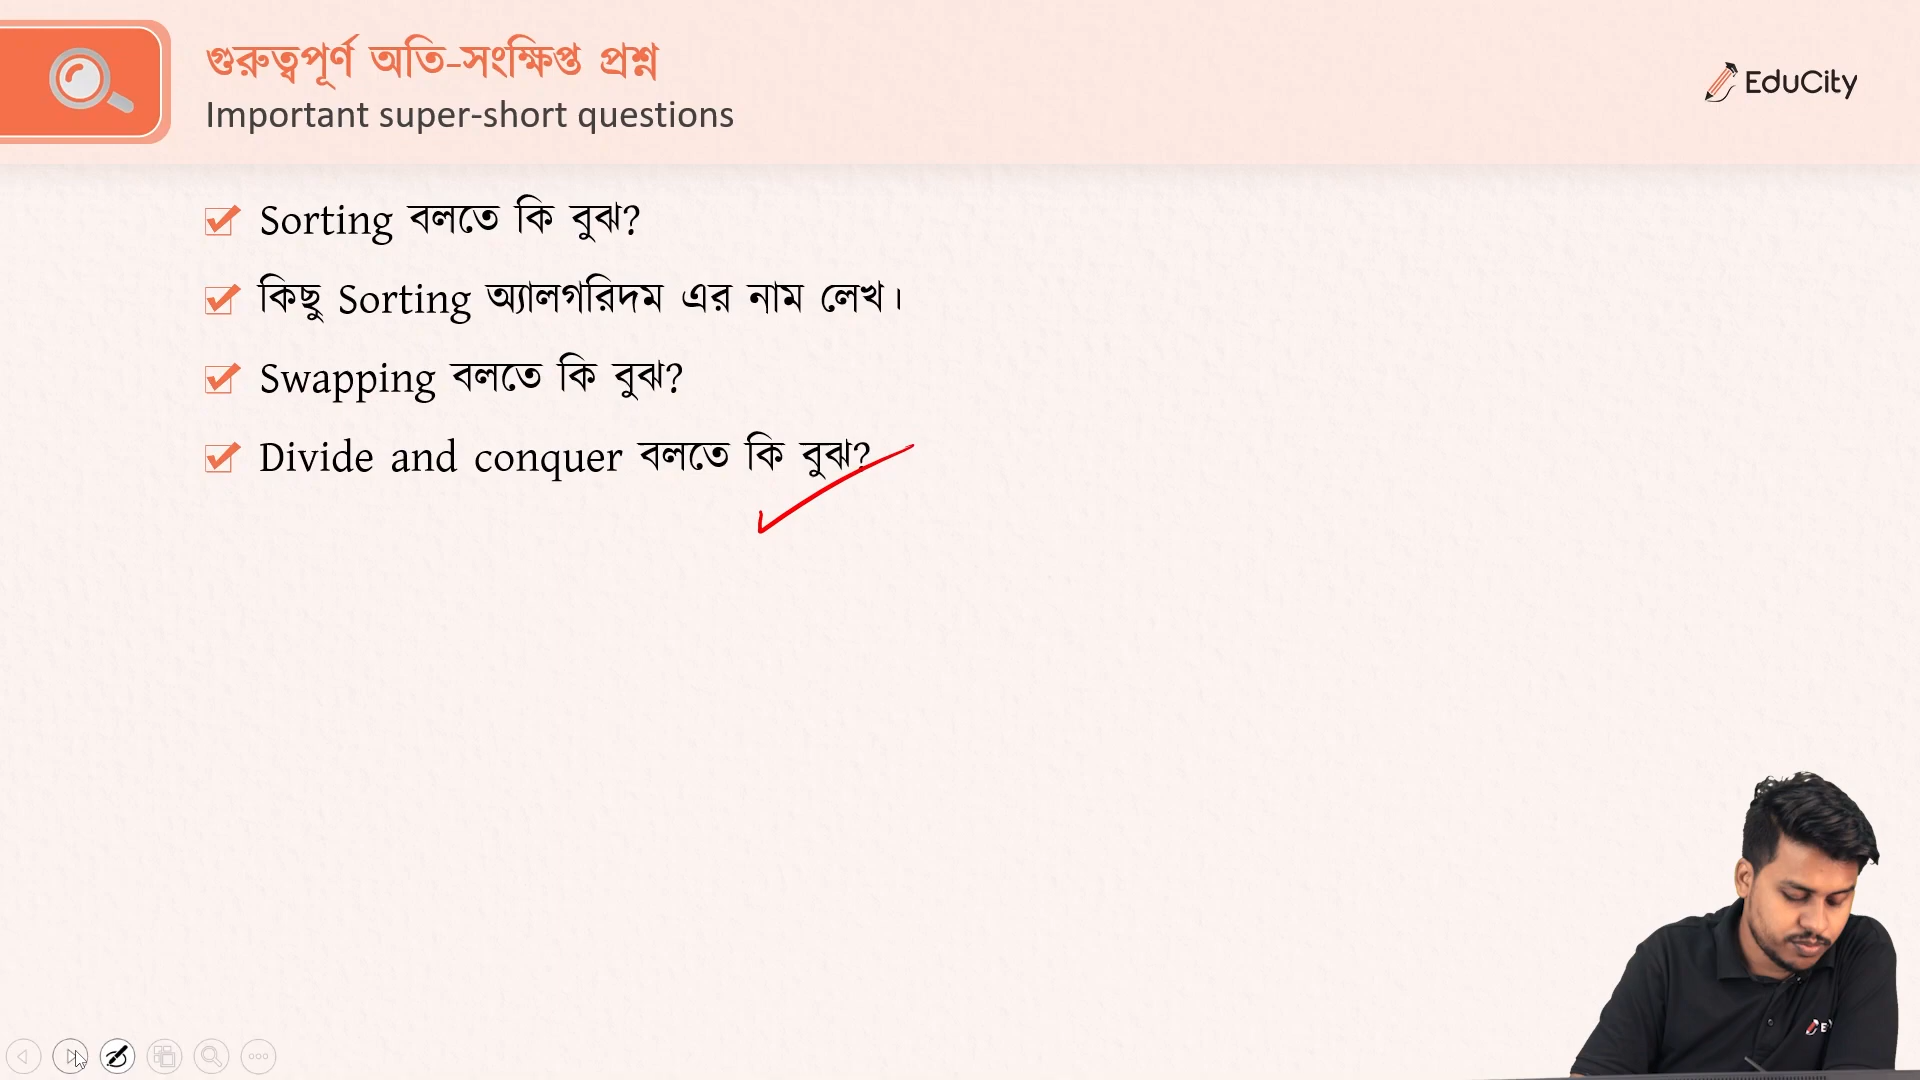 গুরুত্বপূর্ণ অতি-সংক্ষিপ্ত প্রশ্ন
Important super-short questions
EduCity
Sorting বলতে কি বুঝ?
কিছু Sorting অ্যালগরিদম এর নাম লেখ।
Swapping বলতে কি বুঝ?
Divide and conquer বলতে কি বুঝ?